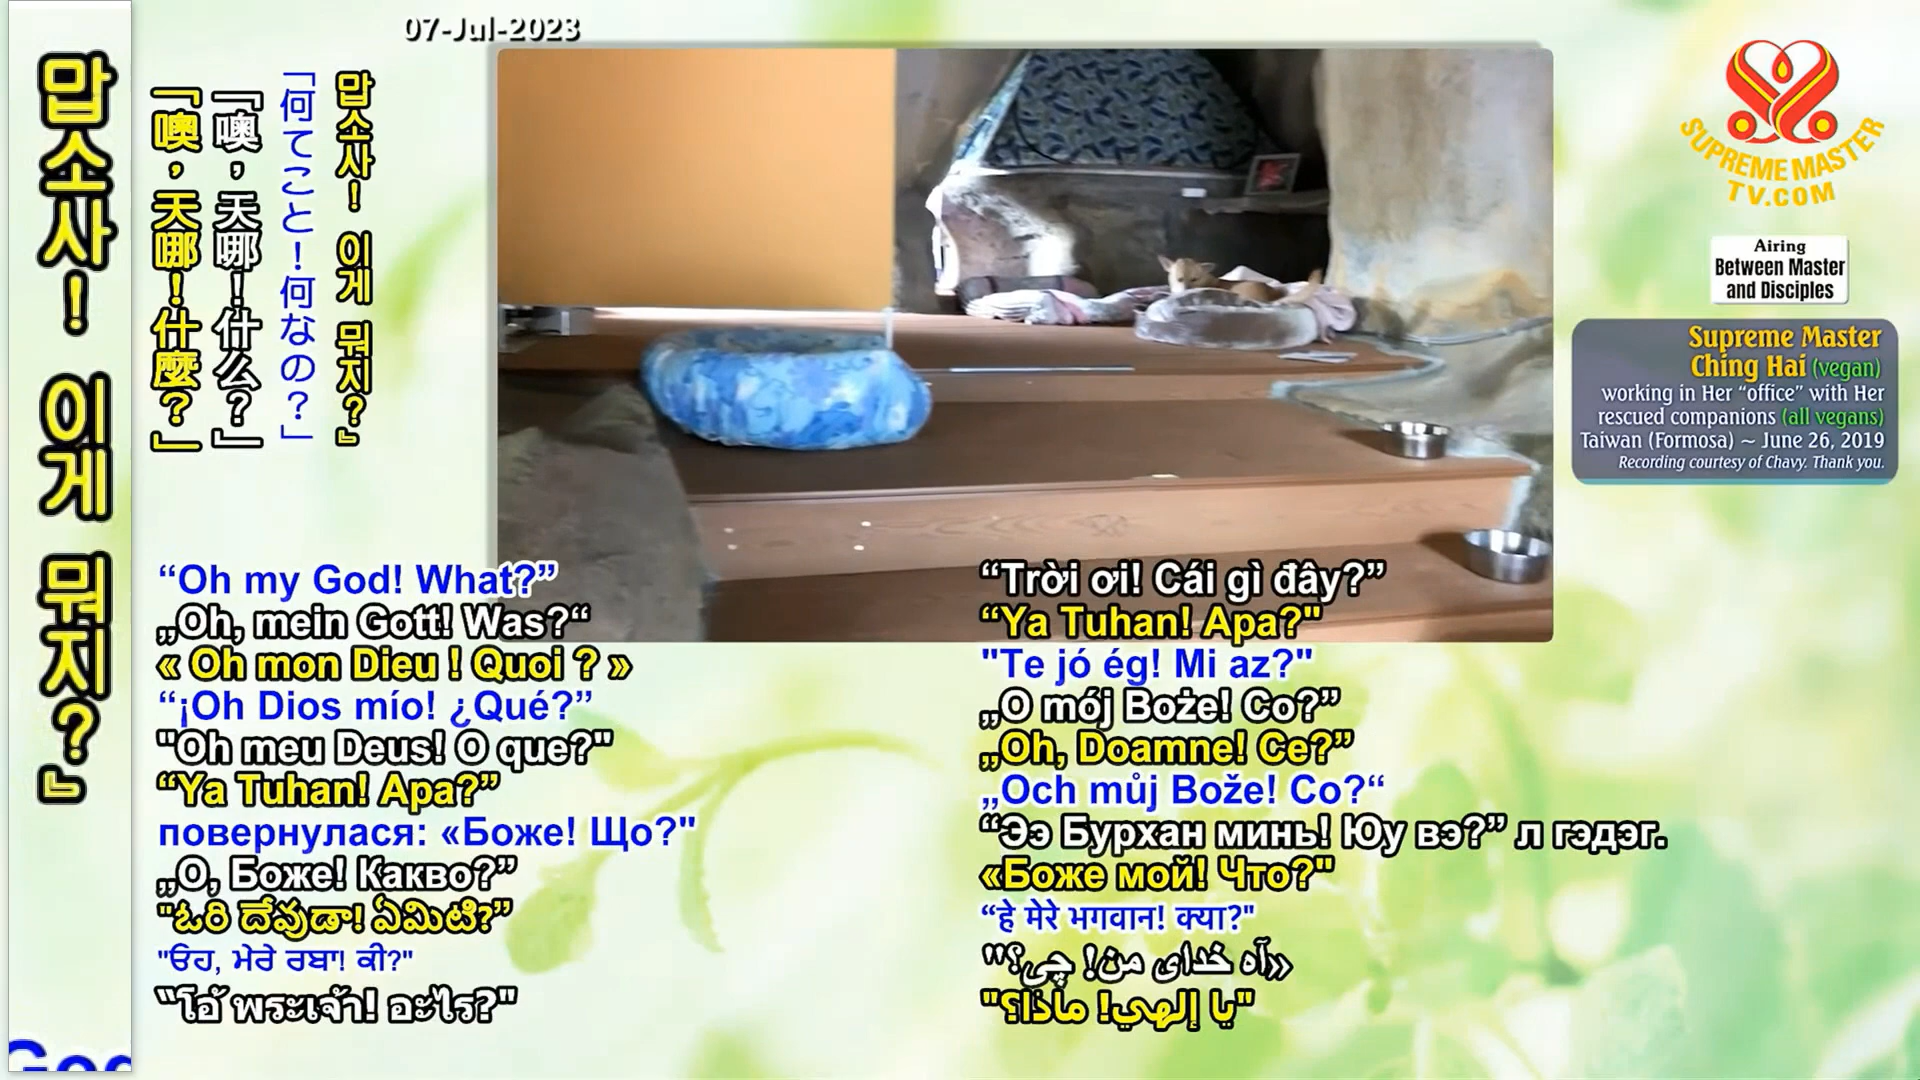 07-Jul-2023
맙소사! 이게 뭐지?』
「噢，天哪！什麼？」
「噢，天哪！什么？」
「何てこと！何なの？」
맙소사! 이게 뭐지?』
SUPREME MASTER
TV.COM
Airing
Between Master
and Disciples
Supreme Master
Ching Hai (vegan)
working in Her “office” with Her
rescued companions (all vegans)
Taiwan (Formosa) ~ June 26, 2019
Recording courtesy of Chavy. Thank you.
“Oh my God! What?”
„Oh, mein Gott! Was?“
« Oh mon Dieu ! Quoi ? »
“¡Oh Dios mío! ¿Qué?”
"Oh meu Deus! O que?"
“Ya Tuhan! Apa?”
повернулася: «Боже! Що?"
„О, Боже! Какво?”
"ఓరి దేవుడా! ఏమిటి?”
"ਓਹ, ਮੇਰੇ ਰਬਾ! ਕੀ?"
“โอ้ พระเจ้า! อะไร?"
“Trời ơi! Cái gì đây?”
“Ya Tuhan! Apa?"
"Te jó ég! Mi az?"
„O mój Boże! Co?”
„Oh, Doamne! Ce?”
„Och můj Bože! Co?“
“Ээ Бурхан минь! Юу вэ?” л гэдэг.
«Боже мой! Что?"
“हे मेरे भगवान! क्या?"
«آه خدای من! چی؟"
"يا إلهي! ماذا؟"
God